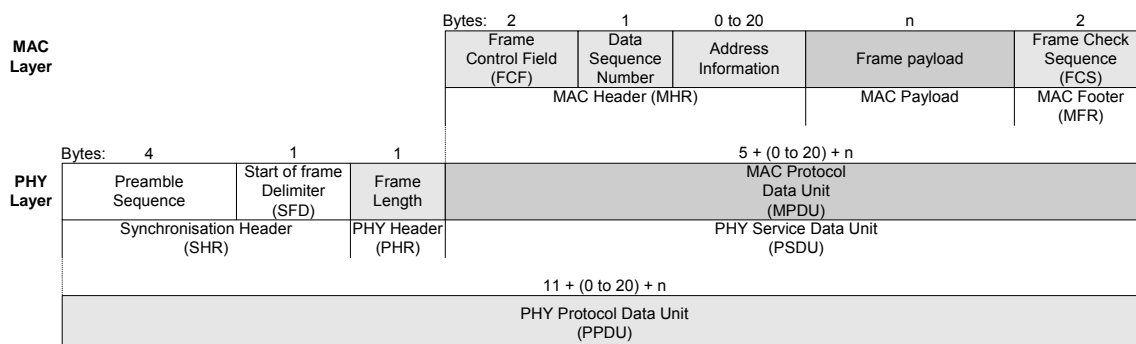 Bytes: 2 1 0 to 20 n 2
MAC
Layer
Frame
Control Field
(FCF)
Data
Sequence
Number
Address
Information
Frame payload
Frame Check
Sequence
(FCS)
MAC Header (MHR)
MAC Payload
MAC Footer
(MFR)
Bytes: 4 1 1 5 + (0 to 20) + n
PHY
Layer
Preamble
Sequence
Start of frame
Delimiter
(SFD)
Frame
Length
MAC Protocol
Data Unit
(MPDU)
Synchronisation Header
(SHR)
PHY Header
(PHR)
PHY Service Data Unit
(PSDU)
11 + (0 to 20) + n
PHY Protocol Data Unit
(PPDU)